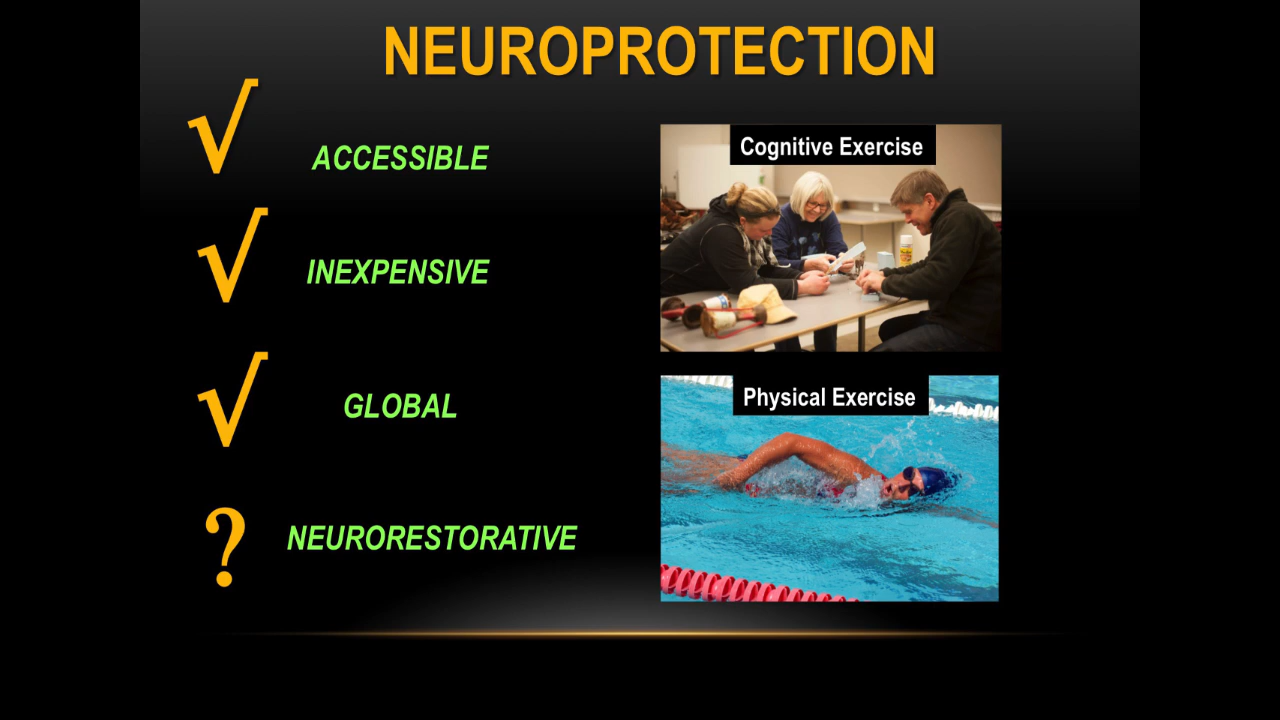 NEUROPROTECTION
√ ACCESSIBLE
√ INEXPENSIVE
√ GLOBAL
? NEURORESTORATIVE
Cognitive Exercise
Physical Exercise